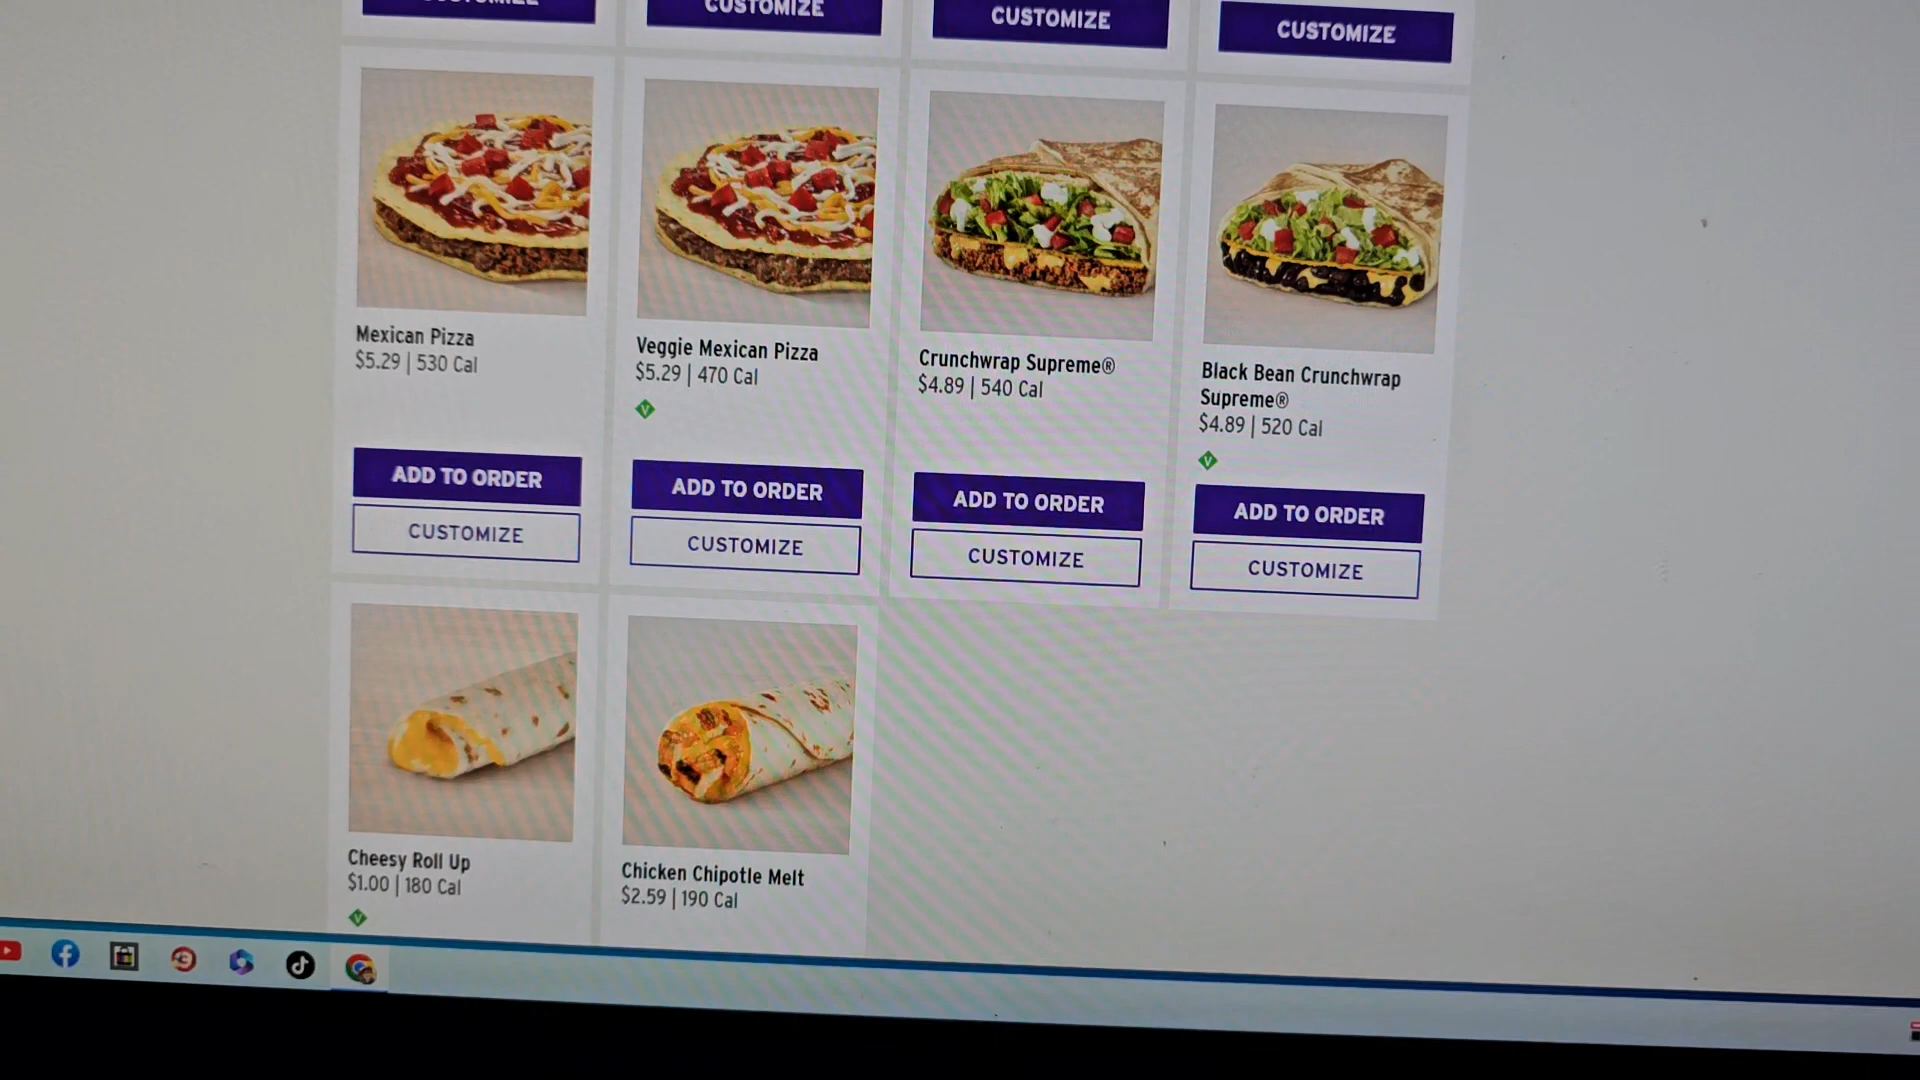 CUSTOMIZE
CUSTOMIZE
CUSTOMIZE
CUSTOMIZE
Mexican Pizza
$5.29 | 530 Cal
ADD TO ORDER
CUSTOMIZE
Veggie Mexican Pizza
$5.29 | 470 Cal
V
ADD TO ORDER
CUSTOMIZE
Crunchwrap Supreme®
$4.89 | 540 Cal
ADD TO ORDER
CUSTOMIZE
Black Bean Crunchwrap
Supreme®
$4.89 | 520 Cal
V
ADD TO ORDER
CUSTOMIZE
Cheesy Roll Up
$1.00 | 180 Cal
V
Chicken Chipotle Melt
$2.59 | 190 Cal